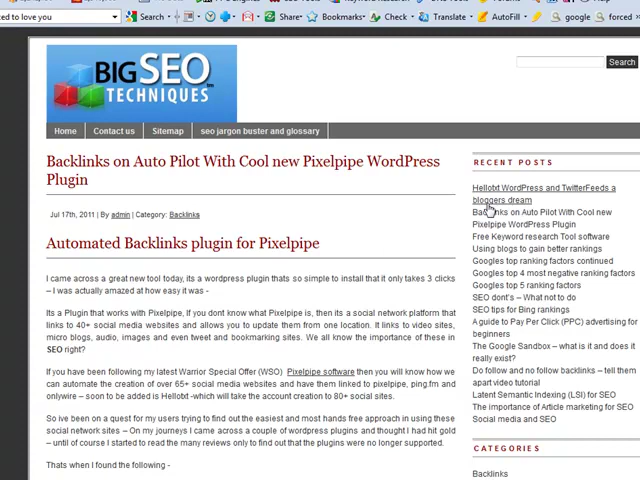 ted to love you
Search
Share
Bookmarks
Check
Translate
AutoFill
google
forced
BIG SEO
TECHNIQUES
Search
Home
Contact us
Sitemap
seo jargon buster and glossary
Backlinks on Auto Pilot With Cool new Pixelpipe WordPress
Plugin
Jul 17th, 2011 | By admin | Category: Backlinks
Automated Backlinks plugin for Pixelpipe
I came across a great new tool today, its a wordpress plugin thats so simple to install that it only takes 3 clicks
– I was actually amazed at how easy it was -
Its a Plugin that works with Pixelpipe, If you dont know what Pixelpipe is, then its a social network platform that
links to 40+ social media websites and allows you to update them from one location. It links to video sites,
micro blogs, audio, images and even tweet and bookmarking sites. We all know the importance of these in
SEO right?
If you have been following my latest Warrior Special Offer (WSO) Pixelpipe software then you will know how we
can automate the creation of over 65+ social media websites and have them linked to pixelpipe, ping.fm and
onlywire – soon to be added is Hellotxt -which will take the account creation to 80+ social sites.
So ive been on a quest for my users trying to find out the easiest and most hands free approach in using these
social network sites – On my journeys I came across a couple of wordpress plugins and thought I had hit gold
– until of course I started to read the many reviews only to find out that the plugins were no longer supported.
Thats when I found the following -
RECENT POSTS
Hellotxt WordPress and TwitterFeeds a
bloggers dream
Backlinks on Auto Pilot With Cool new
Pixelpipe WordPress Plugin
Free Keyword research Tool software
Using blogs to gain better rankings
Googles top ranking factors continued
Googles top 4 most negative ranking factors
Googles top 5 ranking factors
SEO dont's – What not to do
SEO tips for Bing rankings
A guide to Pay Per Click (PPC) advertising for
beginners
The Google Sandbox – what is it and does it
really exist?
Do follow and no follow backlinks – tell them
apart video tutorial
Latent Semantic Indexing (LSI) for SEO
The importance of Article marketing for SEO
Social media and SEO
CATEGORIES
Backlinks